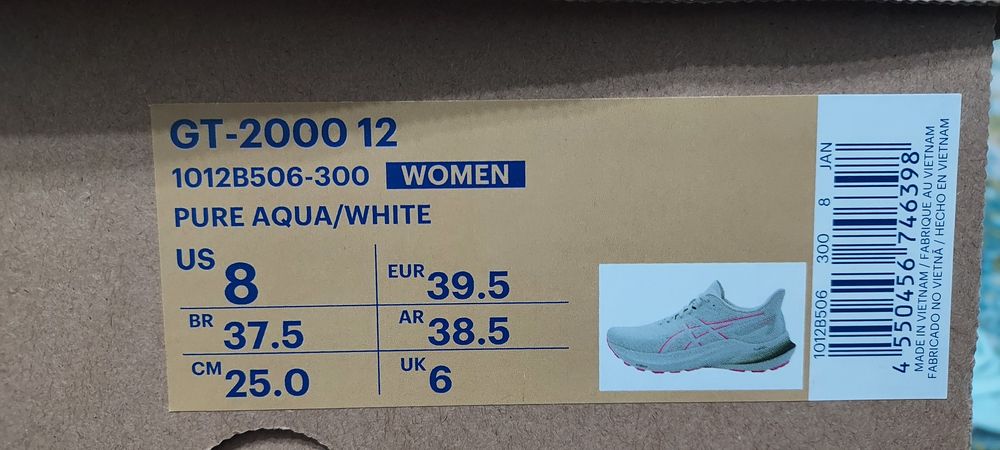 GT-2000 12
1012B506-300 WOMEN
PURE AQUA/WHITE
US 8 EUR 39.5
BR 37.5 AR 38.5
CM 25.0 UK 6
1012B506 300 8 JAN
4 550456 746398
MADE IN VIETNAM / FABRIQUE AU VIETNAM
FABRICADO NO VIETNÃ / HECHO EN VIETNAM